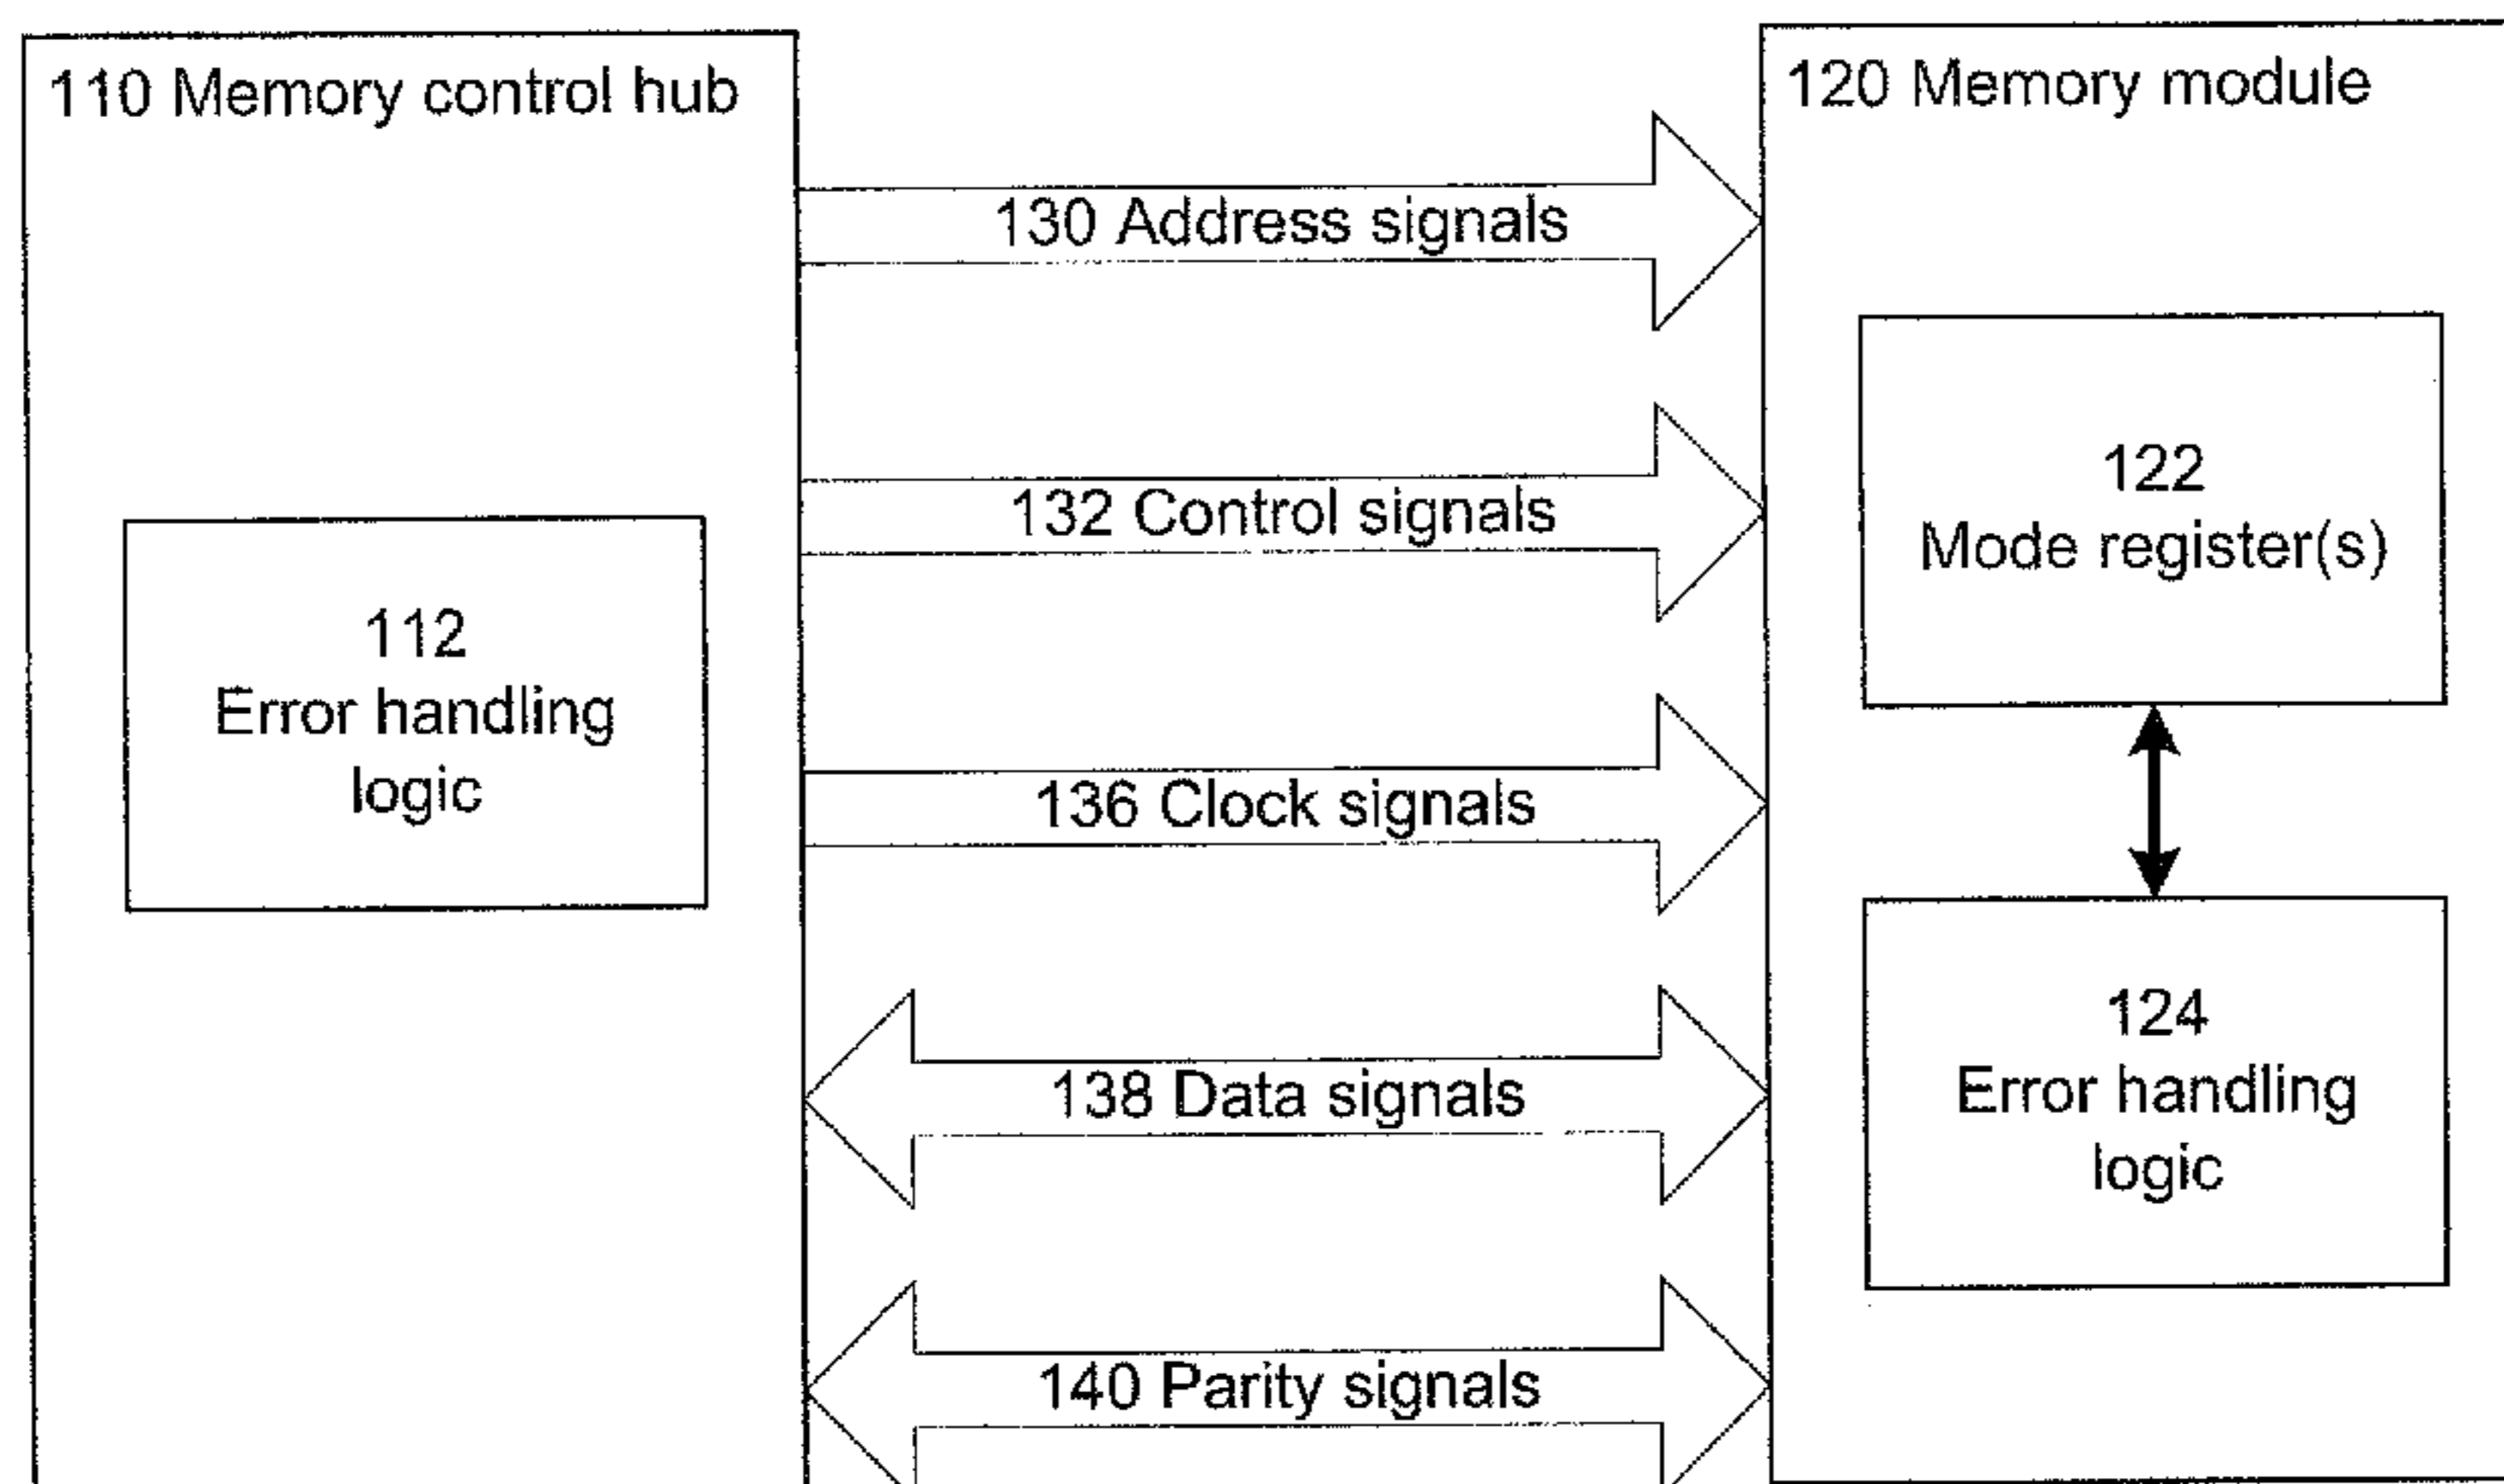 110 Memory control hub
120 Memory module
130 Address signals
132 Control signals
136 Clock signals
138 Data signals
140 Parity signals
112
Error handling
logic
122
Mode register(s)
124
Error handling
logic